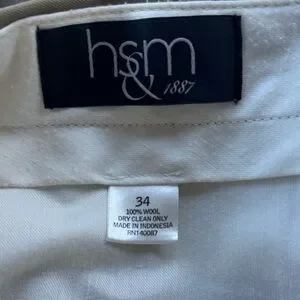 hsm
& 1887
34
100% WOOL
DRY CLEAN ONLY
MADE IN INDONESIA
RN140087